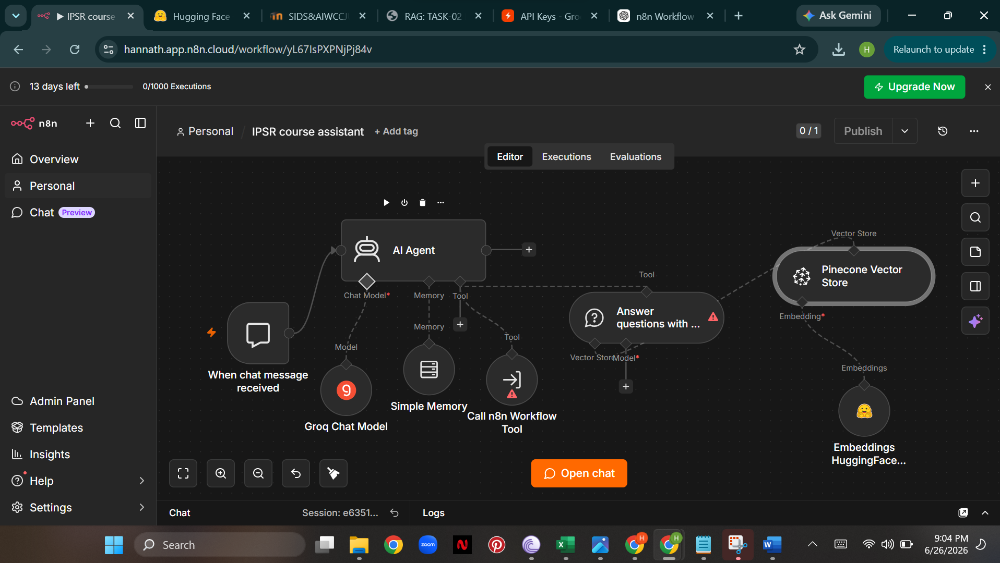 IPSR course
Hugging Face
SIDS&AIWCCJ
RAG: TASK-02
API Keys - Gro
n8n Workflow
Ask Gemini
hannath.app.n8n.cloud/workflow/yL67IsPXPNjPj84v
H
Relaunch to update
13 days left
0/1000 Executions
Upgrade Now
n8n
Personal
/
IPSR course assistant
+ Add tag
0 / 1
Publish
Editor
Executions
Evaluations
Overview
Personal
Chat
Preview
Admin Panel
Templates
Insights
Help
Settings
AI Agent
Chat Model*
Memory
Tool
When chat message
received
Model
Groq Chat Model
Memory
Simple Memory
Tool
Call n8n Workflow
Tool
Tool
Answer
questions with ...
Vector Store
Model*
Vector Store
Pinecone Vector
Store
Embedding*
Embeddings
Embeddings
HuggingFace...
Open chat
Chat
Session: e6351...
Logs
Search
zoom
9:04 PM
6/26/2026